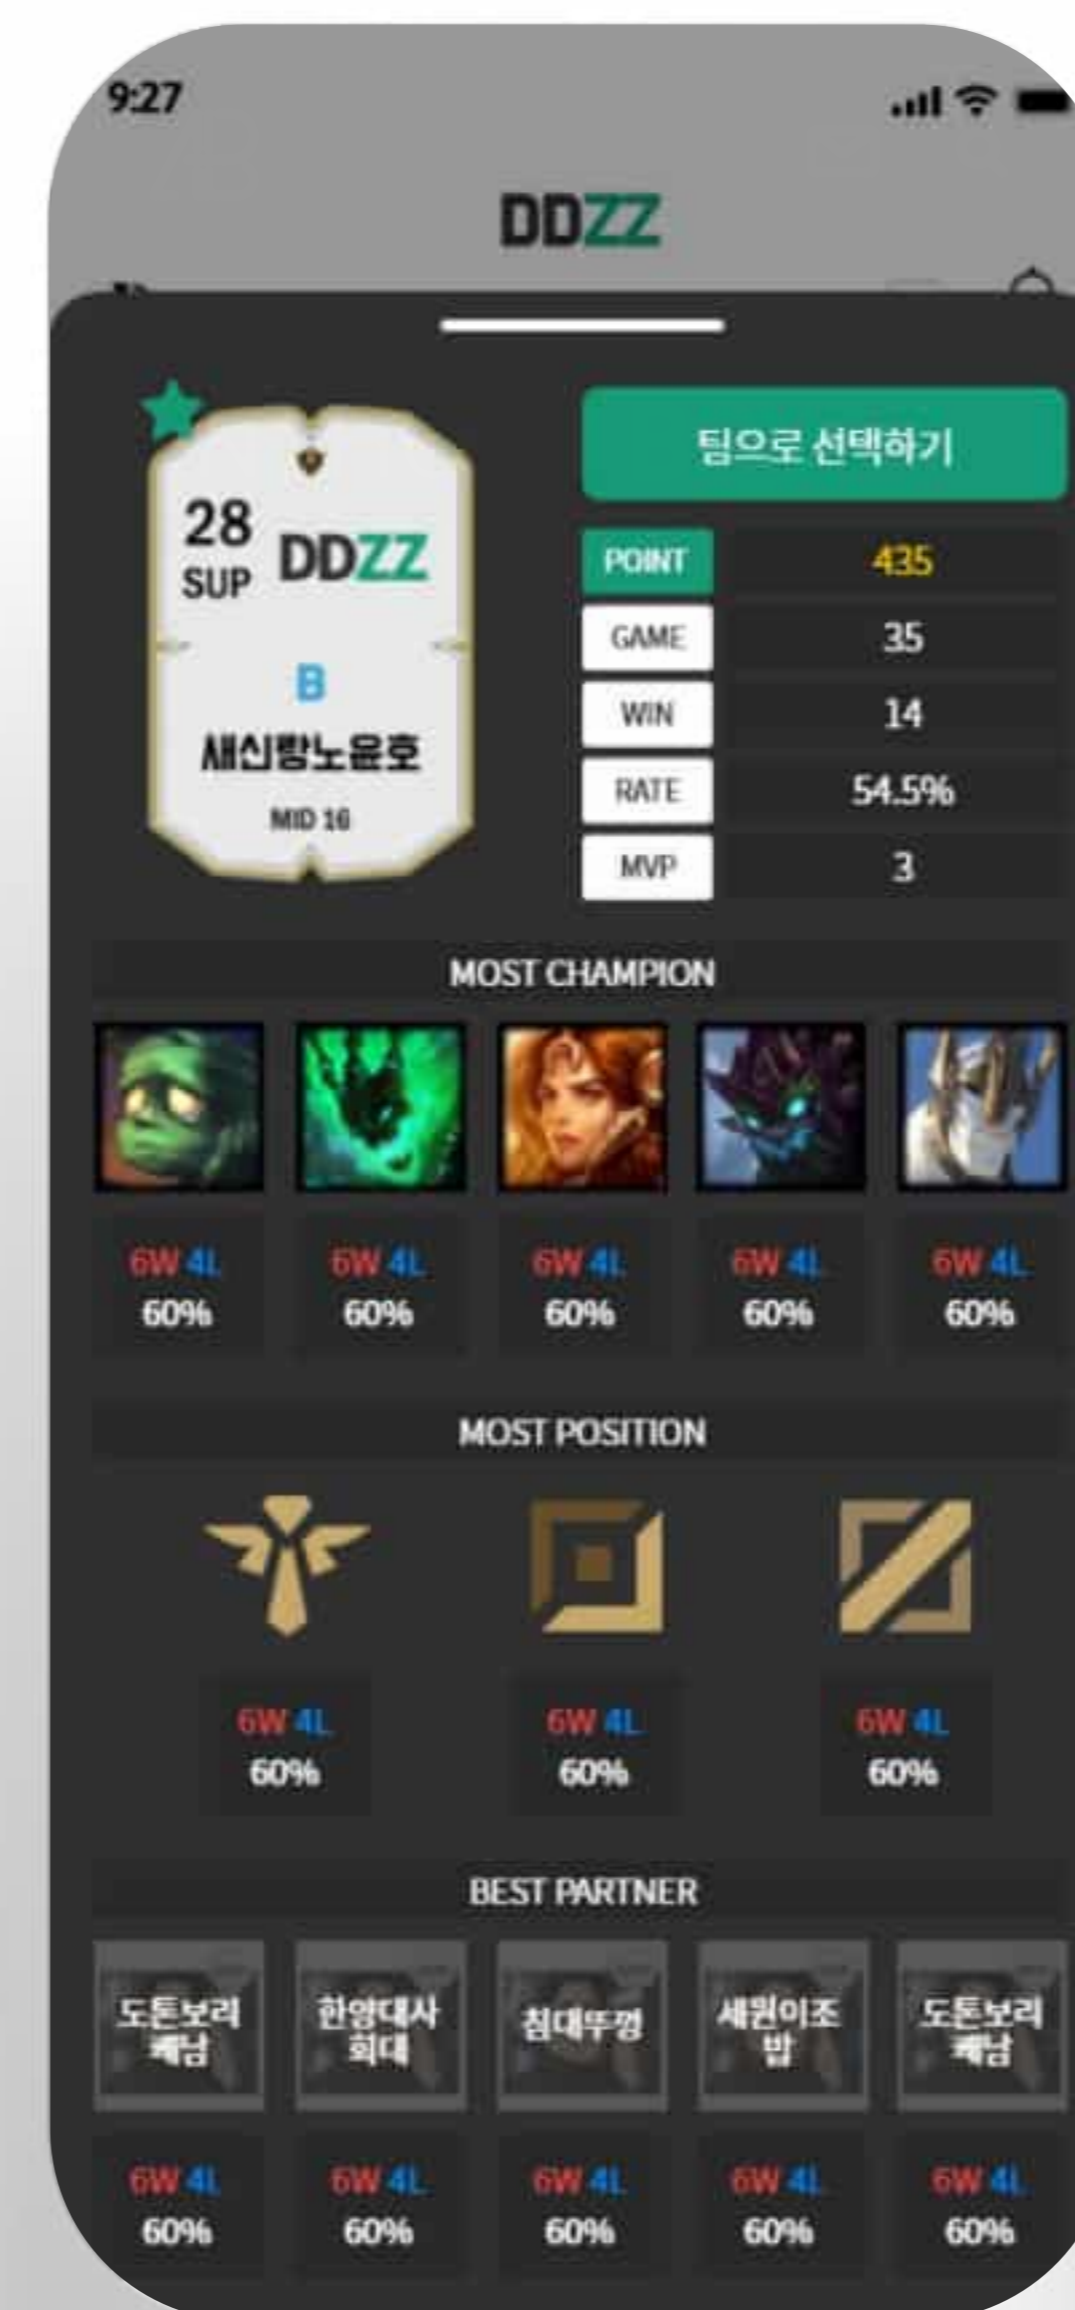 9:27
DDZZ
팀으로 선택하기
28
SUP
DDZZ
B
새신랑노윤호
MID 16
POINT 435
GAME 35
WIN 14
RATE 54.5%
MVP 3
MOST CHAMPION
6W 4L 6W 4L 6W 4L 6W 4L 6W 4L
60% 60% 60% 60% 60%
MOST POSITION
6W 4L 6W 4L 6W 4L
60% 60% 60%
BEST PARTNER
도톤보리 한양대사 침대뚜껑 세원이조 도톤보리
째남 회대 밥 째남
6W 4L 6W 4L 6W 4L 6W 4L 6W 4L
60% 60% 60% 60% 60%